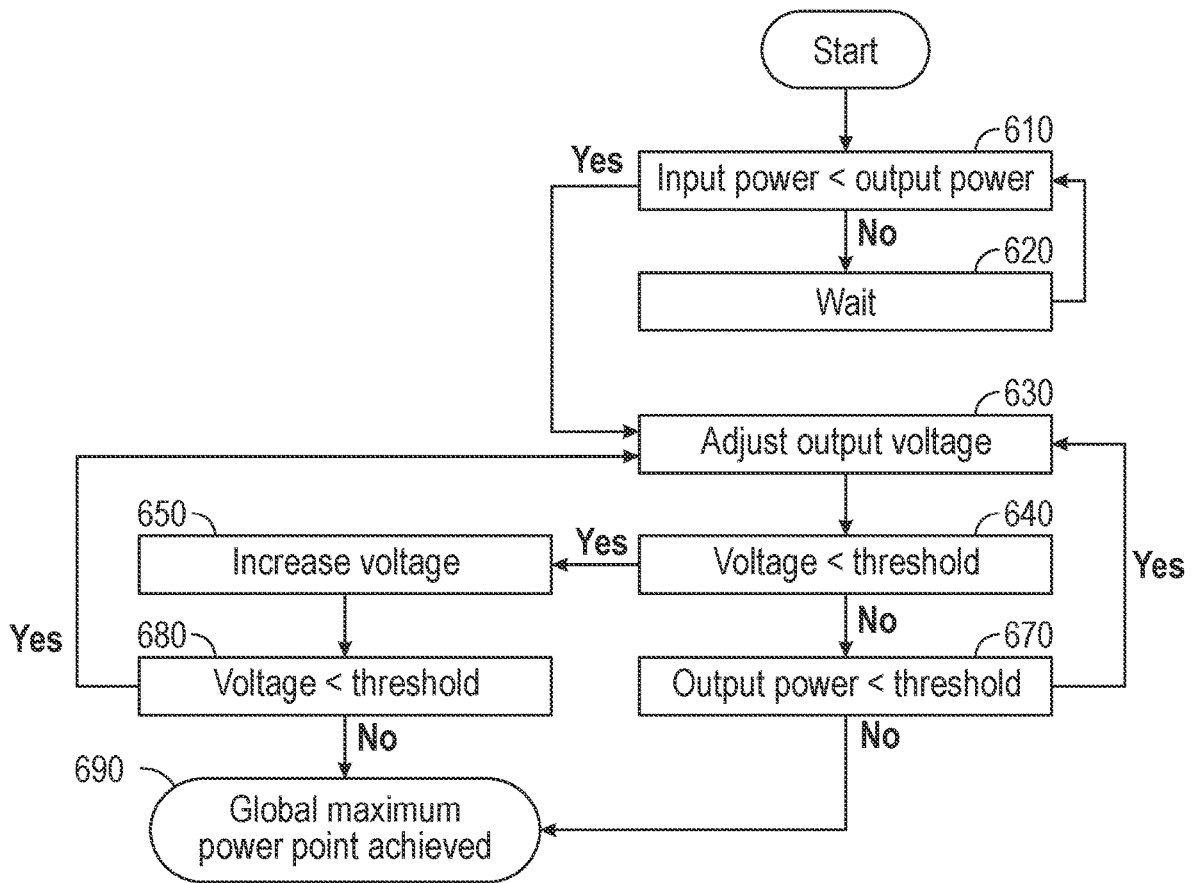 Start
610
Yes
Input power < output power
No
620
Wait
630
Adjust output voltage
650
640
Increase voltage
Yes
Voltage < threshold
Yes
No
Yes
680
670
Voltage < threshold
Output power < threshold
No
No
690
Global maximum
power point achieved